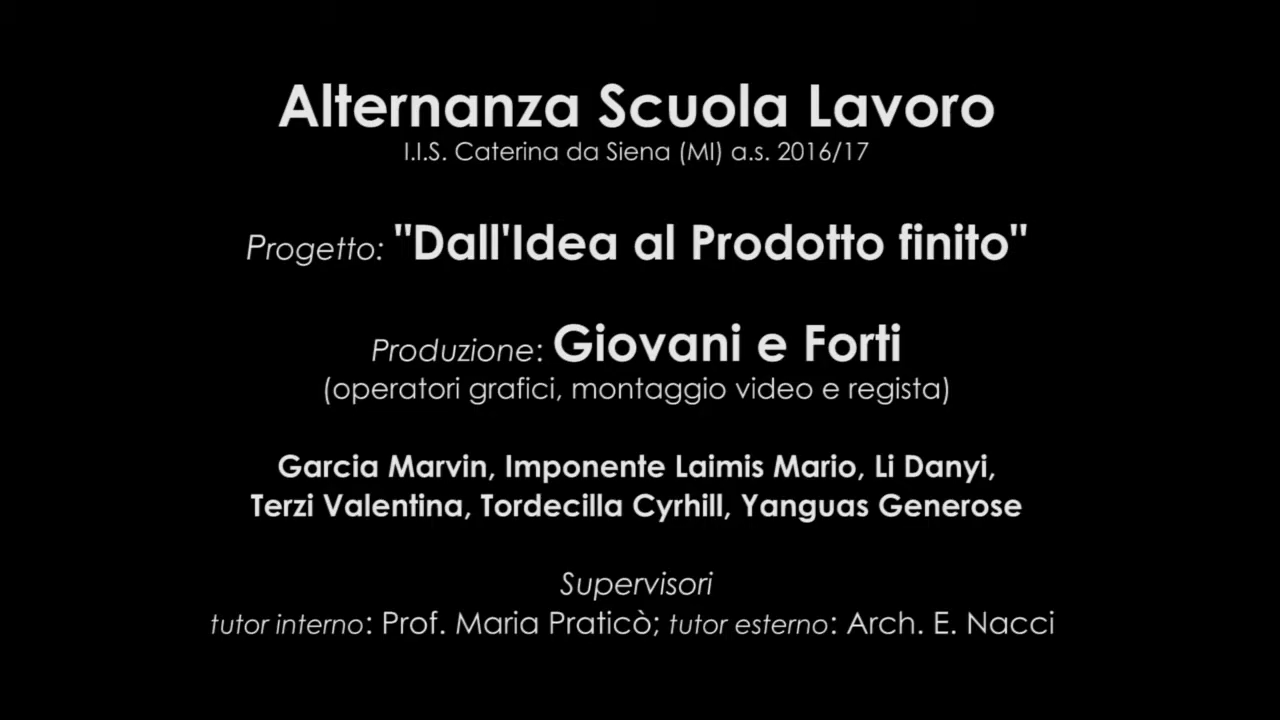 Alternanza Scuola Lavoro
I.I.S. Caterina da Siena (MI) a.s. 2016/17
Progetto: "Dall'Idea al Prodotto finito"
Produzione: Giovani e Forti
(operatori grafici, montaggio video e regista)
Garcia Marvin, Imponente Laimis Mario, Li Danyi,
Terzi Valentina, Tordecilla Cyrhill, Yanguas Generose
Supervisori
tutor interno: Prof. Maria Praticò; tutor esterno: Arch. E. Nacci